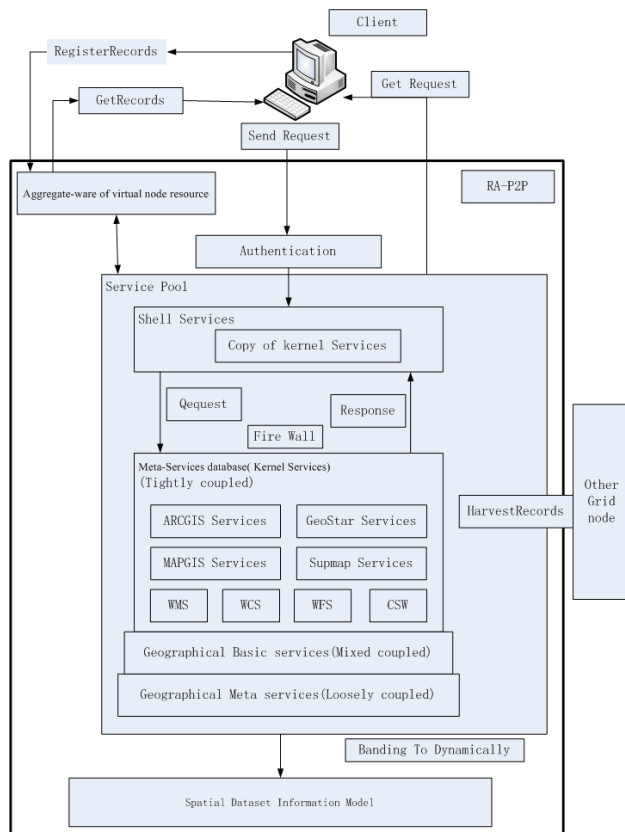 Client
RegisterRecords
Get Request
GetRecords
Send Request
RA-P2P
Aggregate-ware of virtual node resource
Authentication
Service Pool
Shell Services
Copy of kernel Services
Qequest
Response
Fire Wall
Meta-Services database( Kernel Services)
(Tightly coupled)
ARCGIS Services
GeoStar Services
MAPGIS Services
Supmap Services
WMS
WCS
WFS
CSW
HarvestRecords
Other
Grid
node
Geographical Basic services(Mixed coupled)
Geographical Meta services(Loosely coupled)
Banding To Dynamically
Spatial Dataset Information Model